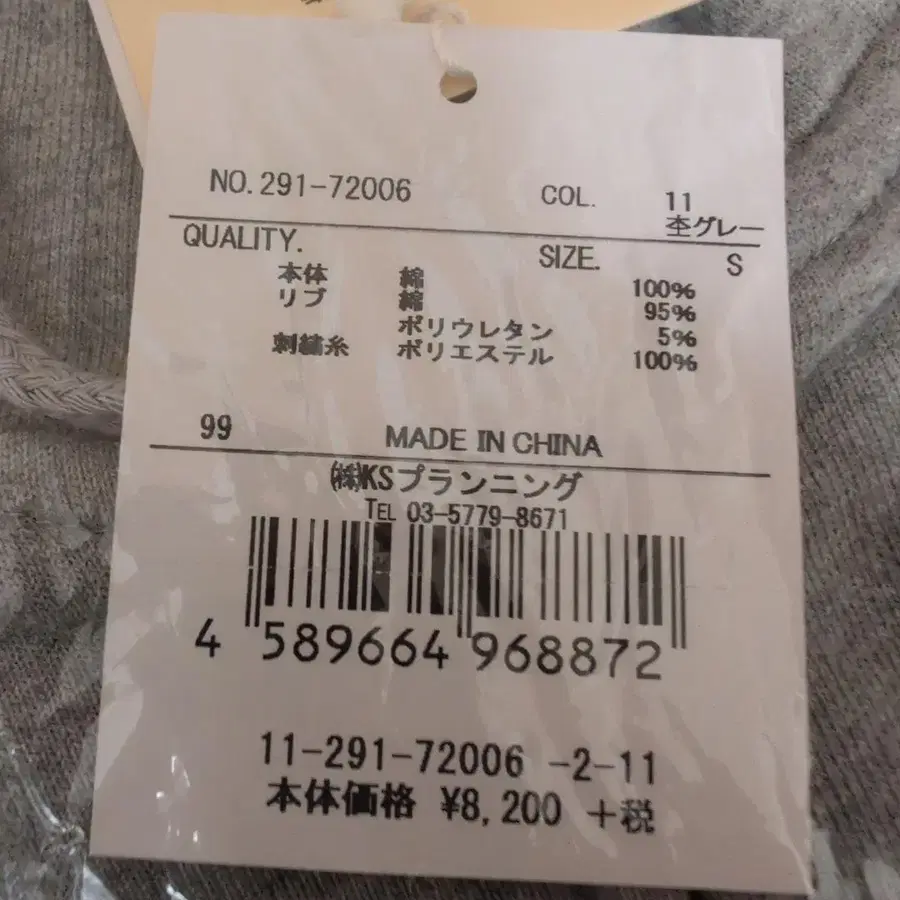 NO. 291-72006 COL. 11
杢グレー
QUALITY. SIZE. S
本体 綿 100%
リブ 綿 95%
ポリウレタン 5%
刺繍糸 ポリエステル 100%
99 MADE IN CHINA
㈱KSプランニング
TEL 03-5779-8671
4 589664 968872
11-291-72006 -2-11
本体価格 ¥8,200 +税